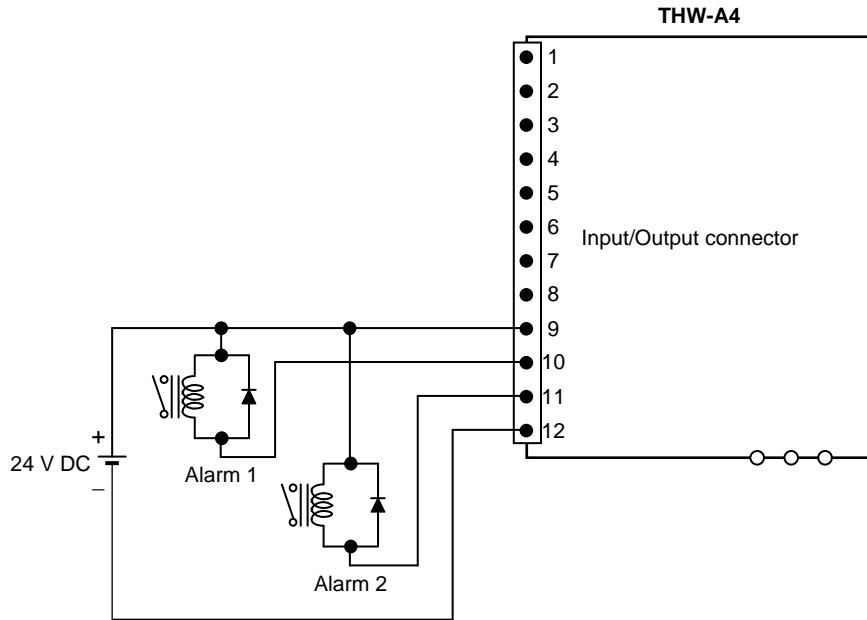 THW-A4
1
2
3
4
5
6
Input/Output connector
7
8
9
10
11
12
+
24 V DC
–
Alarm 1
Alarm 2